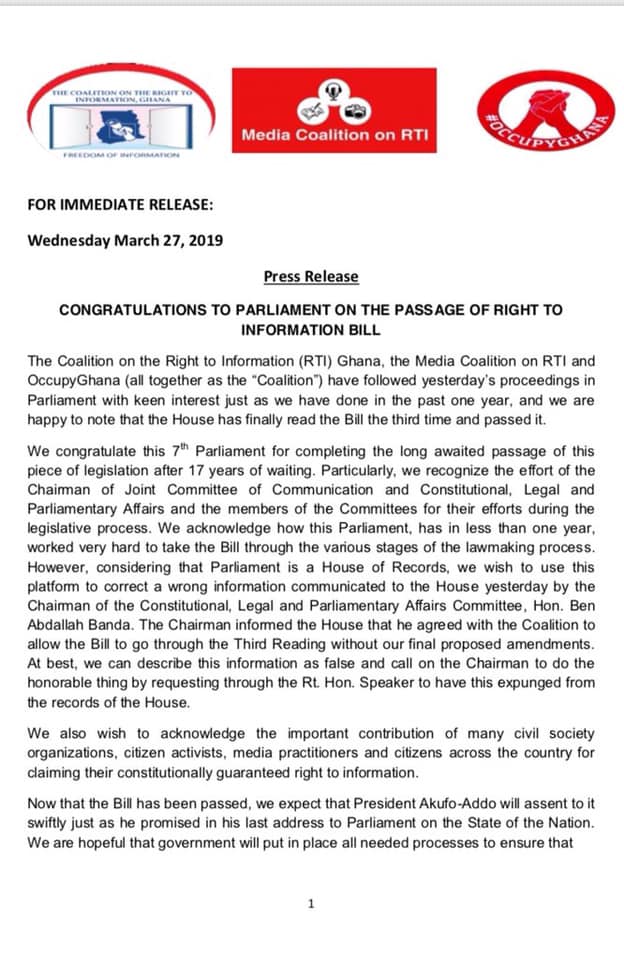 THE COALITION ON THE RIGHT TO
INFORMATION, GHANA
FREEDOM OF INFORMATION
Media Coalition on RTI
#OCCUPYGHANA
FOR IMMEDIATE RELEASE:
Wednesday March 27, 2019
Press Release
CONGRATULATIONS TO PARLIAMENT ON THE PASSAGE OF RIGHT TO
INFORMATION BILL
The Coalition on the Right to Information (RTI) Ghana, the Media Coalition on RTI and
OccupyGhana (all together as the “Coalition”) have followed yesterday’s proceedings in
Parliament with keen interest just as we have done in the past one year, and we are
happy to note that the House has finally read the Bill the third time and passed it.
We congratulate this 7th Parliament for completing the long awaited passage of this
piece of legislation after 17 years of waiting. Particularly, we recognize the effort of the
Chairman of Joint Committee of Communication and Constitutional, Legal and
Parliamentary Affairs and the members of the Committees for their efforts during the
legislative process. We acknowledge how this Parliament, has in less than one year,
worked very hard to take the Bill through the various stages of the lawmaking process.
However, considering that Parliament is a House of Records, we wish to use this
platform to correct a wrong information communicated to the House yesterday by the
Chairman of the Constitutional, Legal and Parliamentary Affairs Committee, Hon. Ben
Abdallah Banda. The Chairman informed the House that he agreed with the Coalition to
allow the Bill to go through the Third Reading without our final proposed amendments.
At best, we can describe this information as false and call on the Chairman to do the
honorable thing by requesting through the Rt. Hon. Speaker to have this expunged from
the records of the House.
We also wish to acknowledge the important contribution of many civil society
organizations, citizen activists, media practitioners and citizens across the country for
claiming their constitutionally guaranteed right to information.
Now that the Bill has been passed, we expect that President Akufo-Addo will assent to it
swiftly just as he promised in his last address to Parliament on the State of the Nation.
We are hopeful that government will put in place all needed processes to ensure that
1